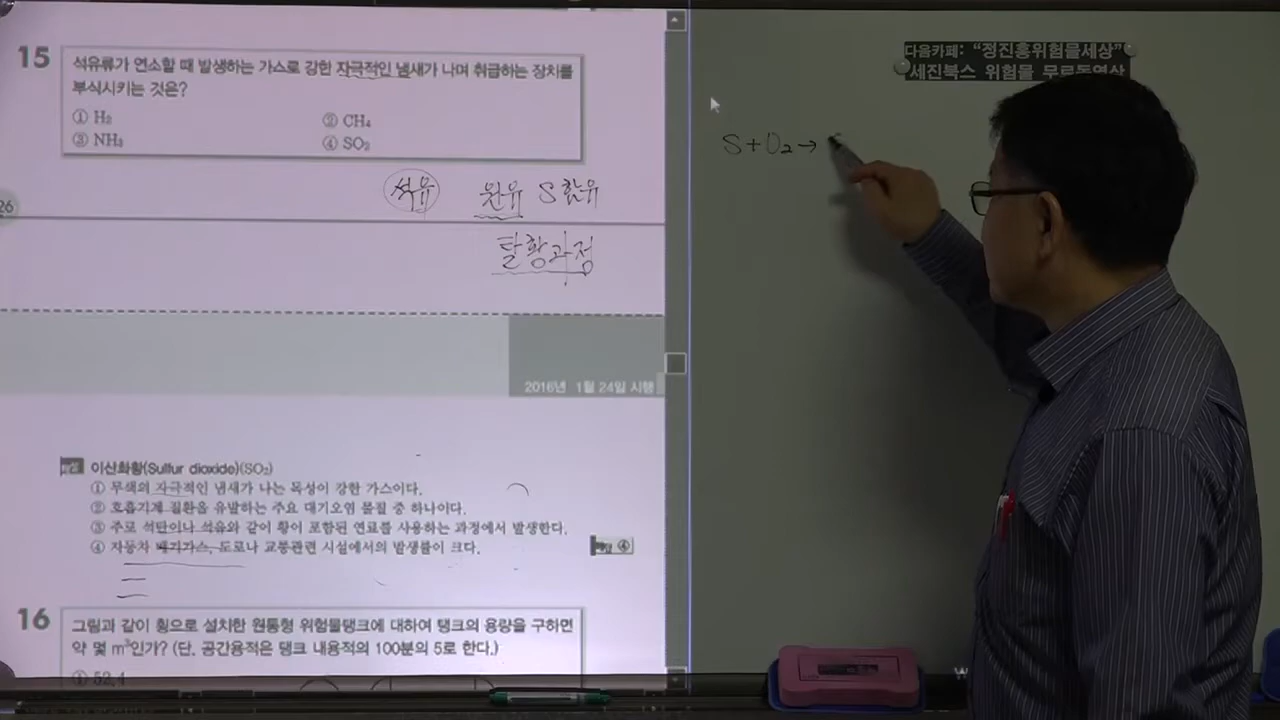 15
석유류가 연소할 때 발생하는 가스로 강한 자극적인 냄새가 나며 취급하는 장치를
부식시키는 것은?
① H₂
② CH₄
③ NH₃
④ SO₂
석유 원유 S 함유
26
탈황과정
2016년 1월 24일 시행
이산화황(Sulfur dioxide)(SO₂)
① 무색의 자극적인 냄새가 나는 독성이 강한 가스이다.
② 호흡기계 질환을 유발하는 주요 대기오염 물질 중 하나이다.
③ 주로 석탄이나 석유와 같이 황이 포함된 연료를 사용하는 과정에서 발생한다.
④ 자동차 배기가스, 도로나 교통관련 시설에서의 발생률이 크다.
④
16
그림과 같이 횡으로 설치한 원통형 위험물탱크에 대하여 탱크의 용량을 구하면
약 몇 m³인가? (단, 공간용적은 탱크 내용적의 100분의 5로 한다.)
① 52.4
다음카페: "정진홍위험물세상"
세진북스 위험물 무료동영상
S+O₂→